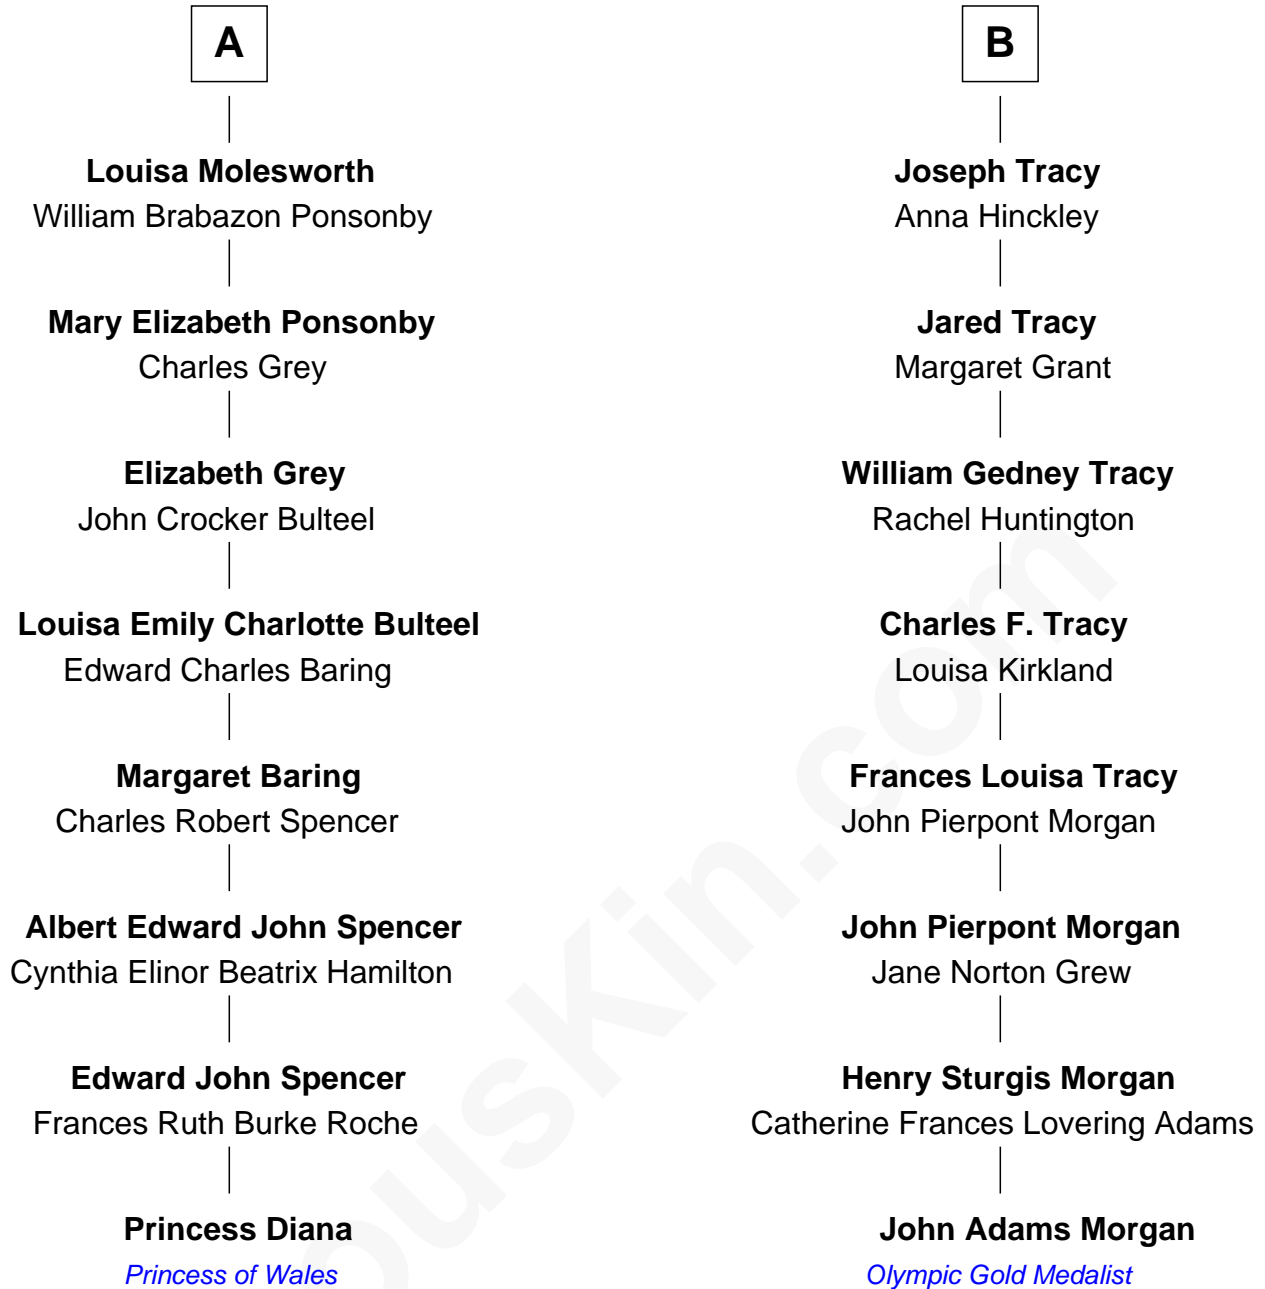 A
Louisa Molesworth
William Brabazon Ponsonby
Mary Elizabeth Ponsonby
Charles Grey
Elizabeth Grey
John Crocker Bulteel
Louisa Emily Charlotte Bulteel
Edward Charles Baring
Margaret Baring
Charles Robert Spencer
Albert Edward John Spencer
Cynthia Elinor Beatrix Hamilton
Edward John Spencer
Frances Ruth Burke Roche
Princess Diana
Princess of Wales
B
Joseph Tracy
Anna Hinckley
Jared Tracy
Margaret Grant
William Gedney Tracy
Rachel Huntington
Charles F. Tracy
Louisa Kirkland
Frances Louisa Tracy
John Pierpont Morgan
John Pierpont Morgan
Jane Norton Grew
Henry Sturgis Morgan
Catherine Frances Lovering Adams
John Adams Morgan
Olympic Gold Medalist
ousKin.com